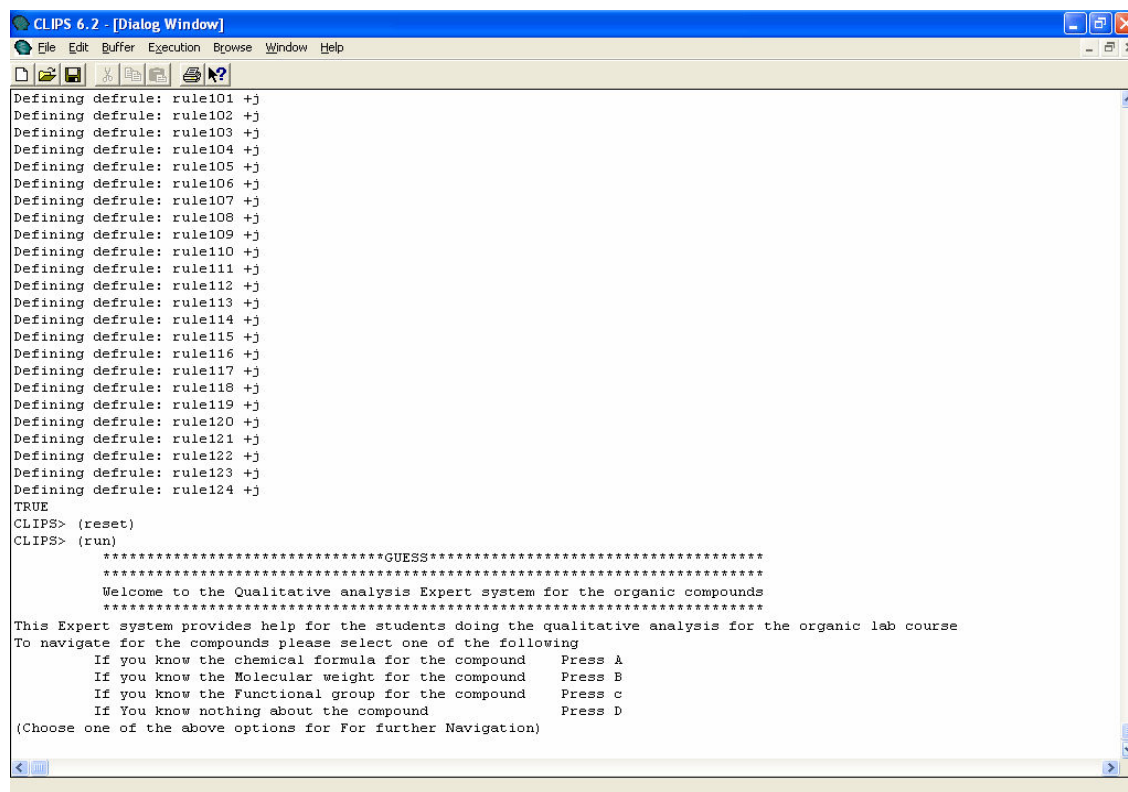 CLIPS 6.2 - [Dialog Window]
File Edit Buffer Execution Browse Window Help
Defining defrule: rule101 +j
Defining defrule: rule102 +j
Defining defrule: rule103 +j
Defining defrule: rule104 +j
Defining defrule: rule105 +j
Defining defrule: rule106 +j
Defining defrule: rule107 +j
Defining defrule: rule108 +j
Defining defrule: rule109 +j
Defining defrule: rule110 +j
Defining defrule: rule111 +j
Defining defrule: rule112 +j
Defining defrule: rule113 +j
Defining defrule: rule114 +j
Defining defrule: rule115 +j
Defining defrule: rule116 +j
Defining defrule: rule117 +j
Defining defrule: rule118 +j
Defining defrule: rule119 +j
Defining defrule: rule120 +j
Defining defrule: rule121 +j
Defining defrule: rule122 +j
Defining defrule: rule123 +j
Defining defrule: rule124 +j
TRUE
CLIPS> (reset)
CLIPS> (run)
********************************GUESS**************************************
***************************************************************************
Welcome to the Qualitative analysis Expert system for the organic compounds
***************************************************************************
This Expert system provides help for the students doing the qualitative analysis for the organic lab course
To navigate for the compounds please select one of the following
If you know the chemical formula for the compound Press A
If you know the Molecular weight for the compound Press B
If you know the Functional group for the compound Press c
If You know nothing about the compound Press D
(Choose one of the above options for For further Navigation)